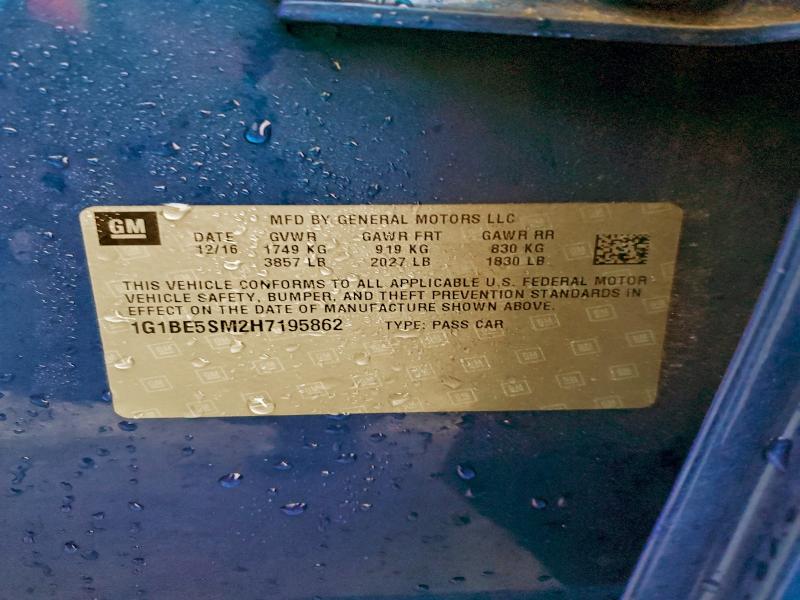 GM
MFD BY GENERAL MOTORS LLC
DATE GVWR GAWR FRT GAWR RR
12/16 1749 KG 919 KG 830 KG
3857 LB 2027 LB 1830 LB
THIS VEHICLE CONFORMS TO ALL APPLICABLE U.S. FEDERAL MOTOR
VEHICLE SAFETY, BUMPER, AND THEFT PREVENTION STANDARDS IN
EFFECT ON THE DATE OF MANUFACTURE SHOWN ABOVE.
1G1BE5SM2H7195862 TYPE: PASS CAR